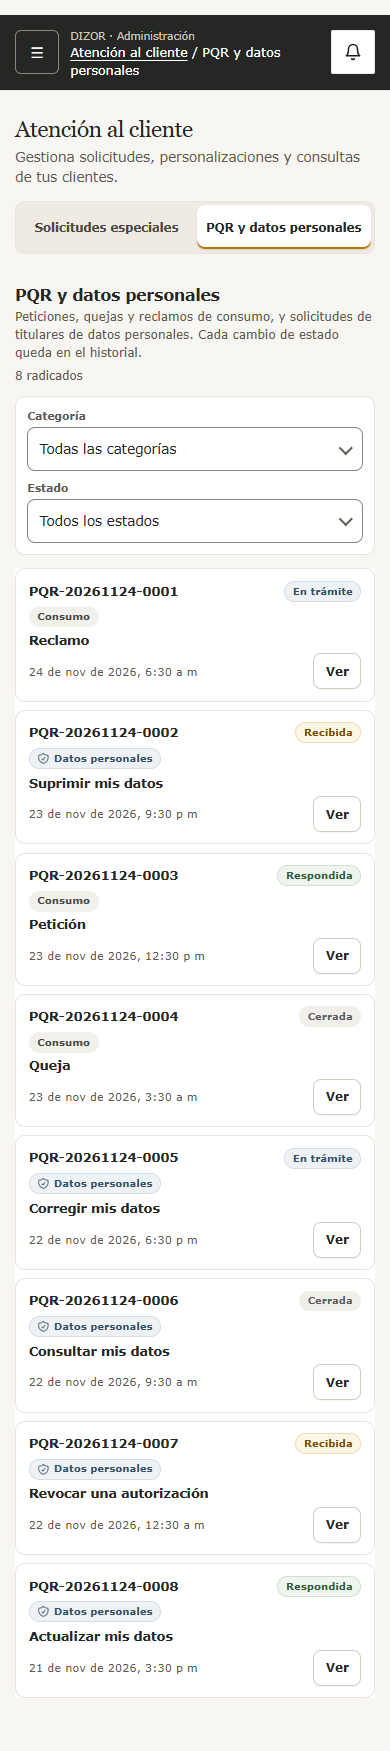 DIZOR · Administración
Atención al cliente / PQR y datos
personales
Atención al cliente
Gestiona solicitudes, personalizaciones y consultas
de tus clientes.
Solicitudes especiales
PQR y datos personales
PQR y datos personales
Peticiones, quejas y reclamos de consumo, y solicitudes de
titulares de datos personales. Cada cambio de estado
queda en el historial.
8 radicados
Categoría
Todas las categorías
Estado
Todos los estados
PQR-20261124-0001
En trámite
Consumo
Reclamo
24 de nov de 2026, 6:30 a m
Ver
PQR-20261124-0002
Recibida
Datos personales
Suprimir mis datos
23 de nov de 2026, 9:30 p m
Ver
PQR-20261124-0003
Respondida
Consumo
Petición
23 de nov de 2026, 12:30 p m
Ver
PQR-20261124-0004
Cerrada
Consumo
Queja
23 de nov de 2026, 3:30 a m
Ver
PQR-20261124-0005
En trámite
Datos personales
Corregir mis datos
22 de nov de 2026, 6:30 p m
Ver
PQR-20261124-0006
Cerrada
Datos personales
Consultar mis datos
22 de nov de 2026, 9:30 a m
Ver
PQR-20261124-0007
Recibida
Datos personales
Revocar una autorización
22 de nov de 2026, 12:30 a m
Ver
PQR-20261124-0008
Respondida
Datos personales
Actualizar mis datos
21 de nov de 2026, 3:30 p m
Ver